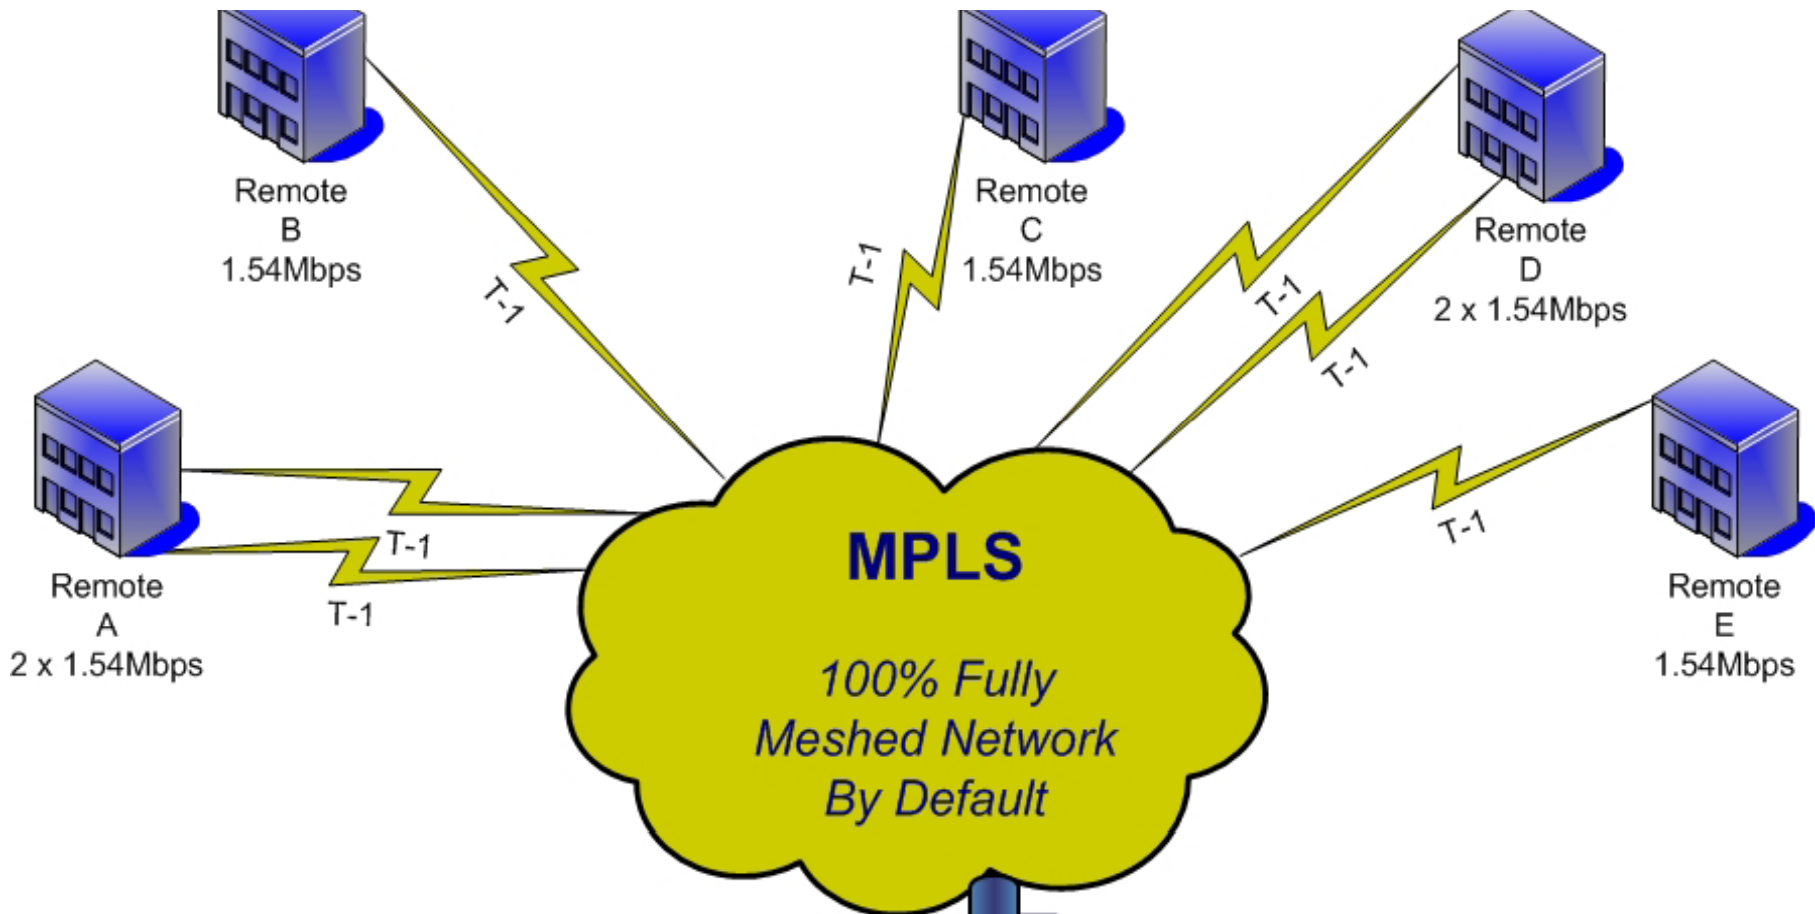 Remote
B
1.54Mbps
T-1
Remote
C
1.54Mbps
T-1
Remote
D
2 x 1.54Mbps
T-1
T-1
Remote
A
2 x 1.54Mbps
T-1
T-1
Remote
E
1.54Mbps
T-1
MPLS
100% Fully
Meshed Network
By Default